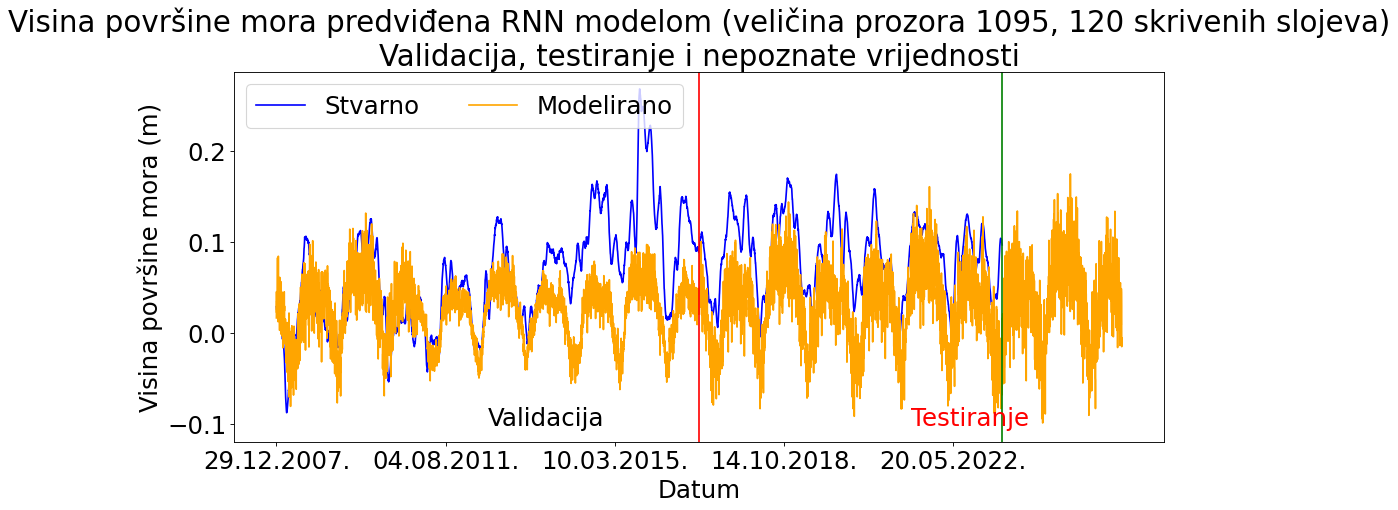 Visina površine mora predviđena RNN modelom (veličina prozora 1095, 120 skrivenih slojeva)
Validacija, testiranje i nepoznate vrijednosti
Stvarno Modelirano
Visina površine mora (m)
0.2
0.1
0.0
−0.1
Validacija Testiranje
29.12.2007. 04.08.2011. 10.03.2015. 14.10.2018. 20.05.2022.
Datum